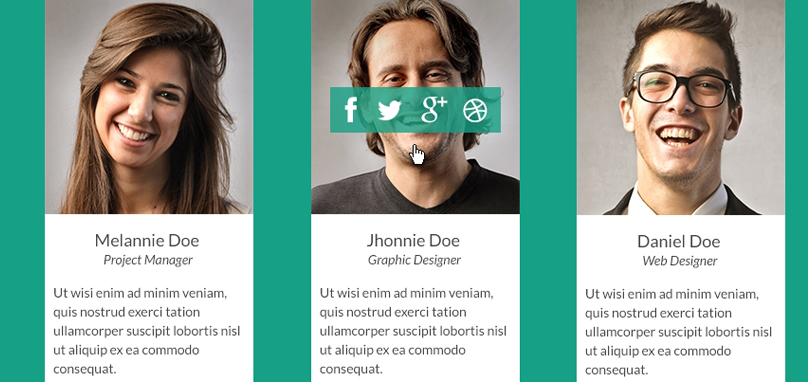 Melannie Doe
Project Manager
Ut wisi enim ad minim veniam,
quis nostrud exerci tation
ullamcorper suscipit lobortis nisl
ut aliquip ex ea commodo
consequat.
f g+
Jhonnie Doe
Graphic Designer
Ut wisi enim ad minim veniam,
quis nostrud exerci tation
ullamcorper suscipit lobortis nisl
ut aliquip ex ea commodo
consequat.
Daniel Doe
Web Designer
Ut wisi enim ad minim veniam,
quis nostrud exerci tation
ullamcorper suscipit lobortis nisl
ut aliquip ex ea commodo
consequat.